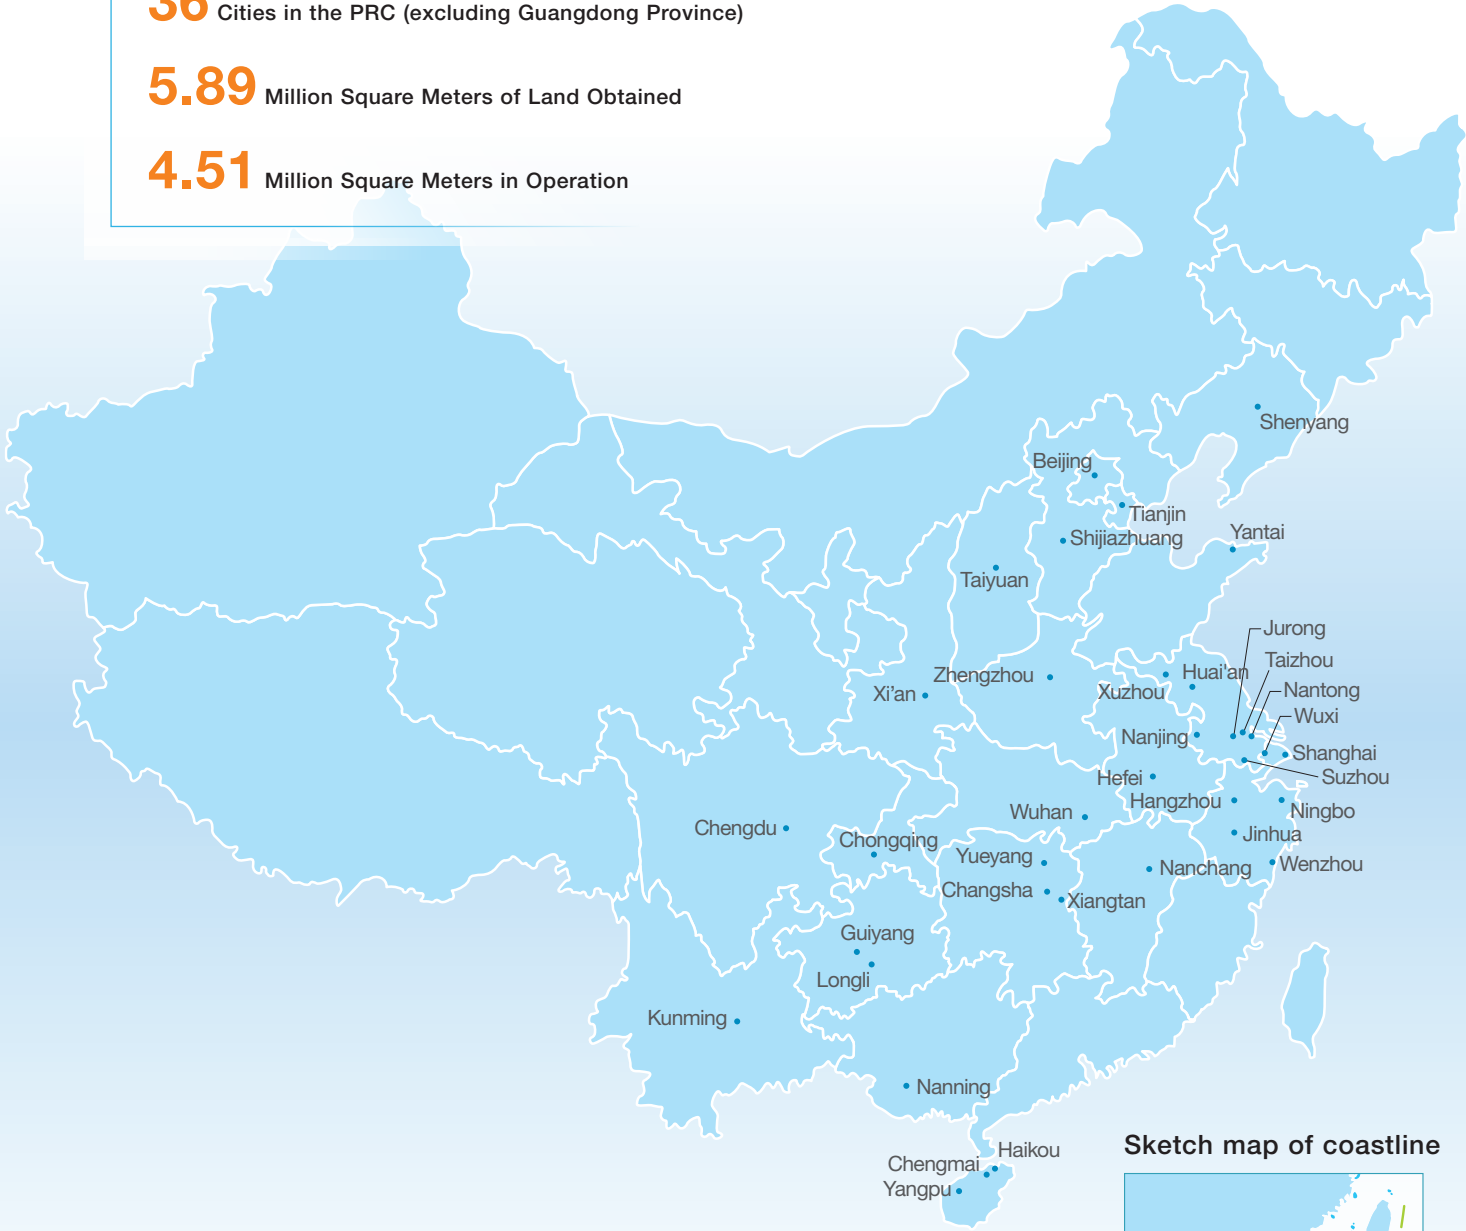 36 Cities in the PRC (excluding Guangdong Province)
5.89 Million Square Meters of Land Obtained
4.51 Million Square Meters in Operation
Shenyang
Beijing
Tianjin
Yantai
Shijiazhuang
Taiyuan
Jurong
Taizhou
Huai'an
Zhengzhou
Xi’an
Xuzhou
Nantong
Wuxi
Nanjing
Shanghai
Hefei
Suzhou
Hangzhou
Wuhan
Ningbo
Chengdu
Chongqing
Jinhua
Yueyang
Nanchang
Wenzhou
Changsha
Xiangtan
Guiyang
Longli
Kunming
Nanning
Haikou
Chengmai
Yangpu
Sketch map of coastline